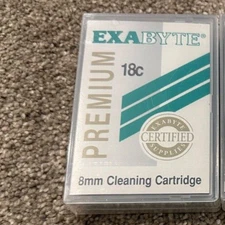 EXABYTE®
PREMIUM
18c
EXABYTE
CERTIFIED
SUPPLIES
8mm Cleaning Cartridge